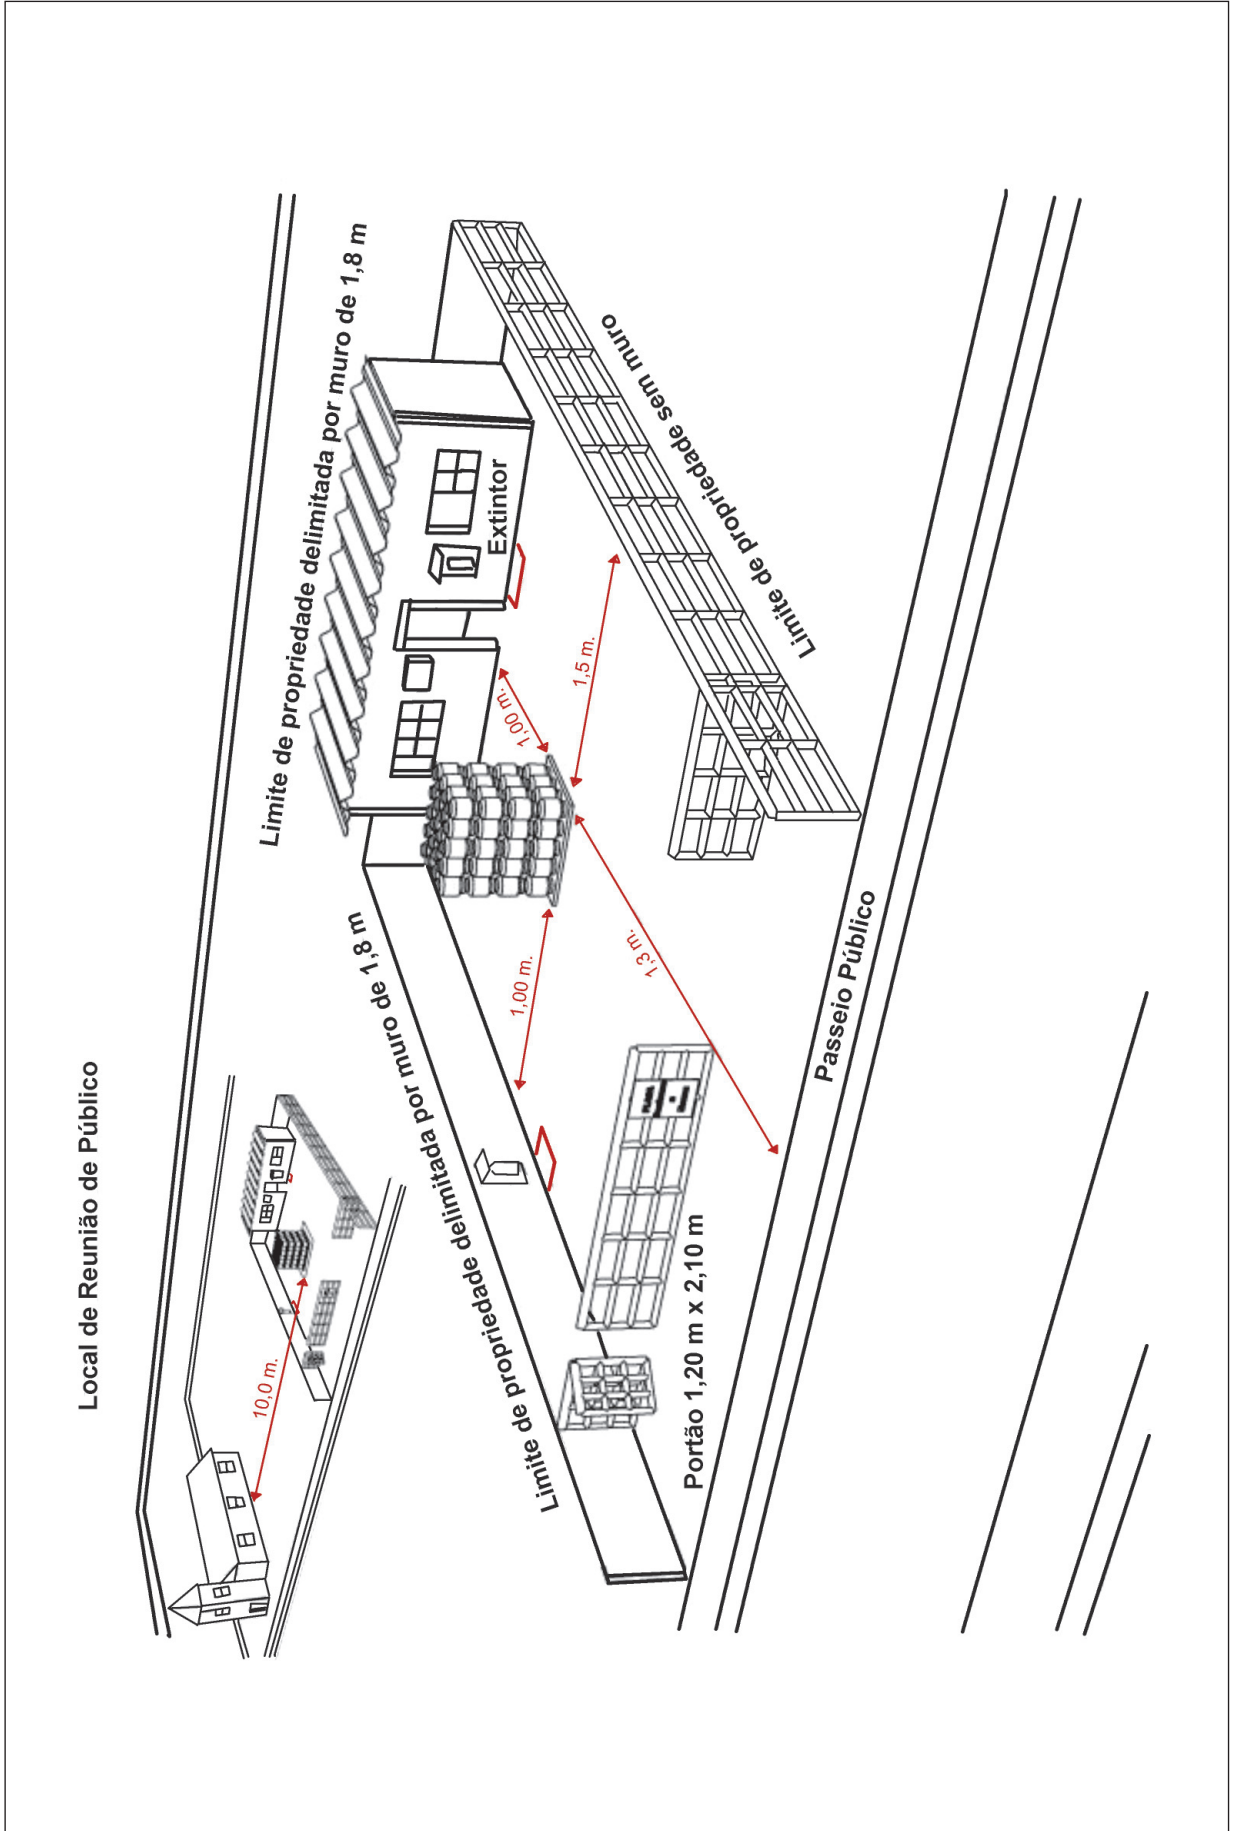 Local de Reunião de Público
10,0 m.
Limite de propriedade delimitada por muro de 1,8 m
Limite de propriedade delimitada por muro de 1,8 m
Extintor
1,00 m.
1,5 m.
1,00 m.
1,3 m.
Limite de propriedade sem muro
Portão 1,20 m x 2,10 m
Passeio Público